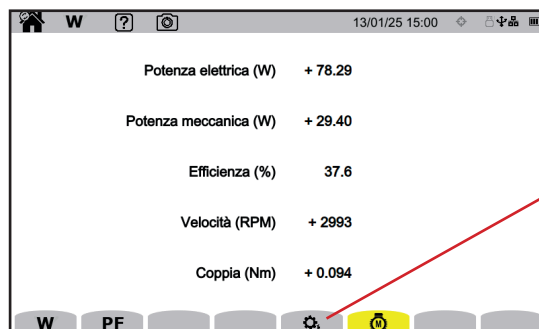 W ? 13/01/25 15:00
Potenza elettrica (W) + 78.29
Potenza meccanica (W) + 29.40
Efficienza (%) 37.6
Velocità (RPM) + 2993
Coppia (Nm) + 0.094
W PF M